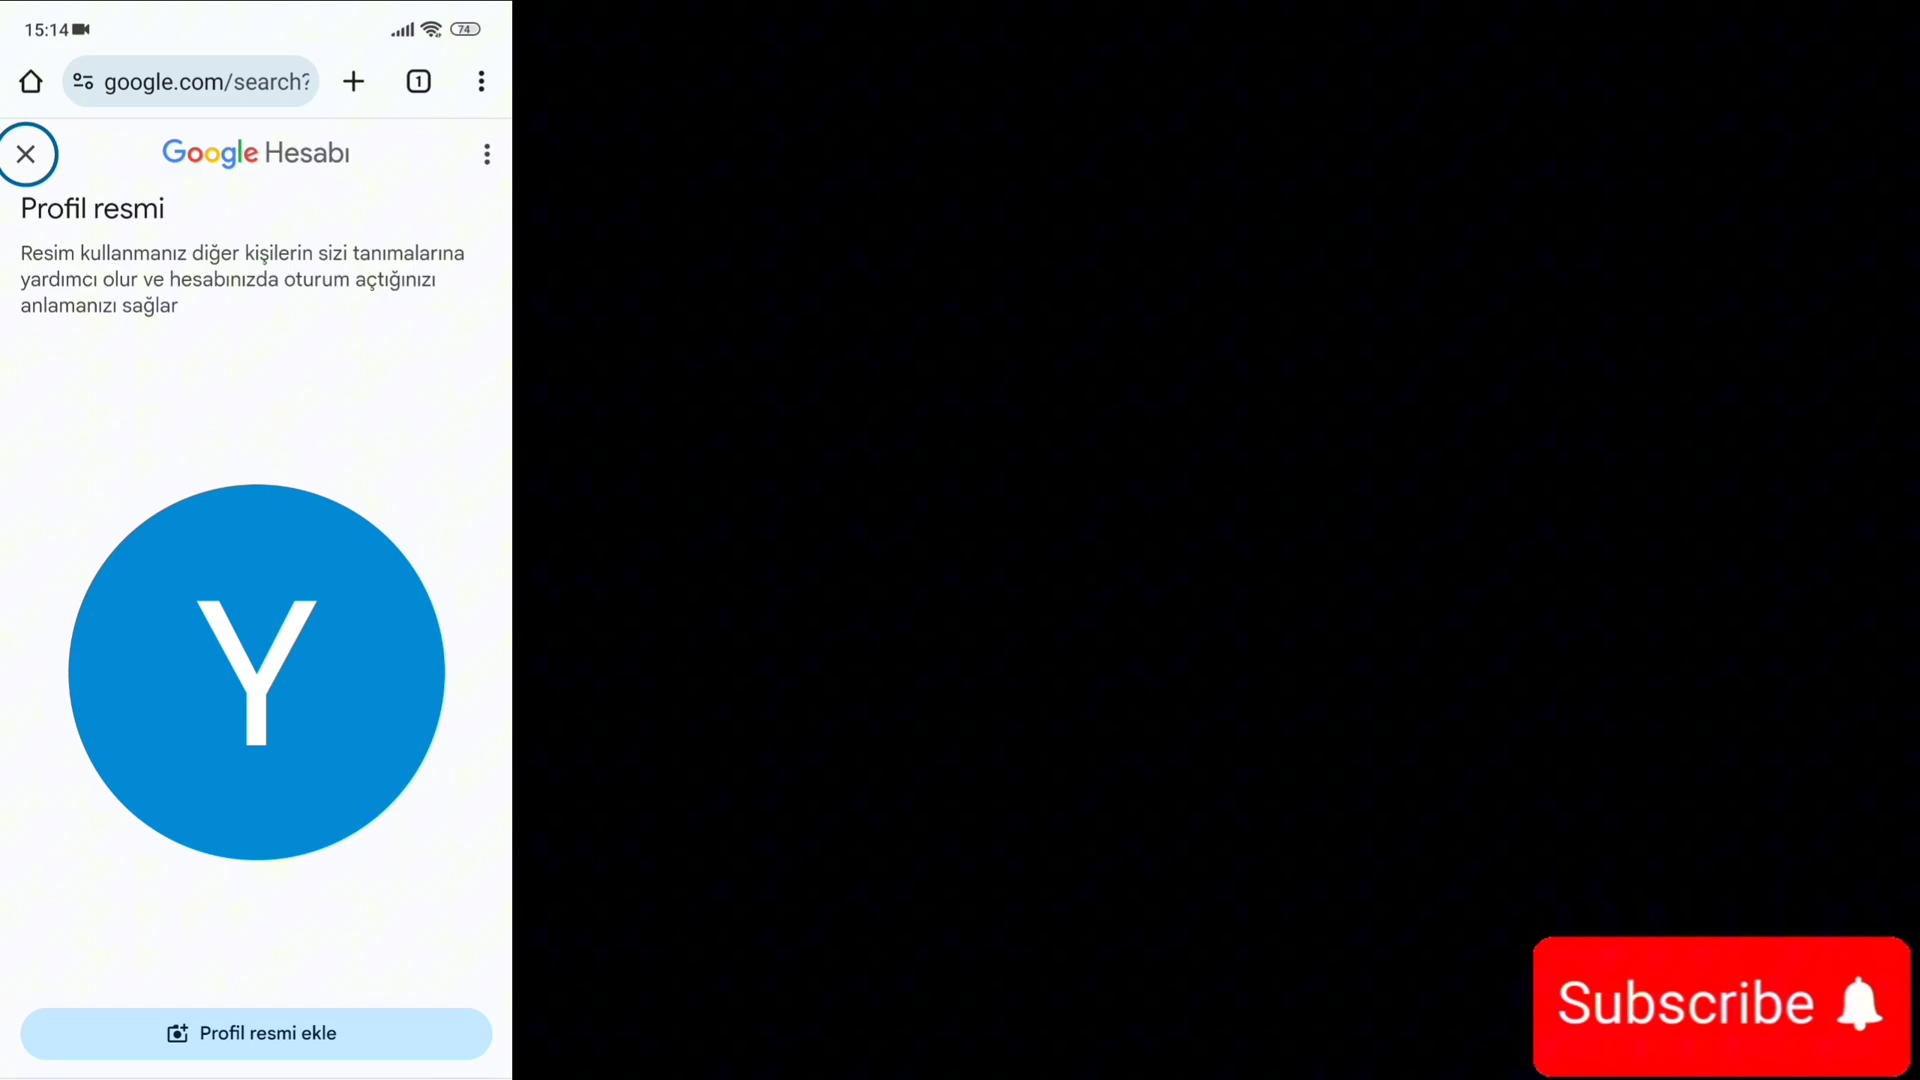 15:14
74
google.com/search?
1
Google Hesabı
Profil resmi
Resim kullanmanız diğer kişilerin sizi tanımalarına
yardımcı olur ve hesabınızda oturum açtığınızı
anlamanızı sağlar
Y
Profil resmi ekle
Subscribe